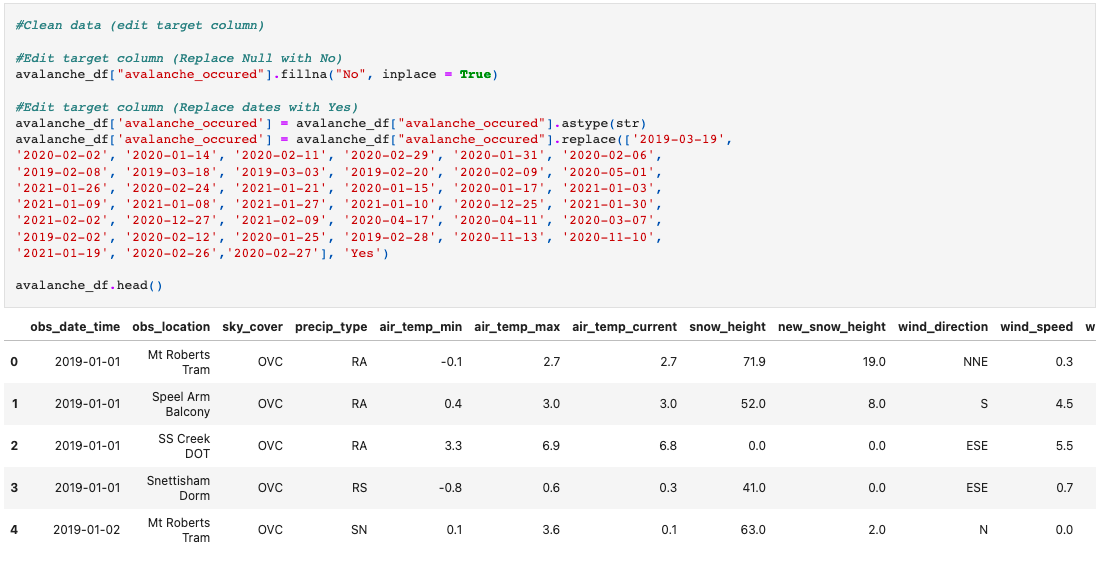 #Clean data (edit target column)
#Edit target column (Replace Null with No)
avalanche_df["avalanche_occured"].fillna("No", inplace = True)
#Edit target column (Replace dates with Yes)
avalanche_df['avalanche_occured'] = avalanche_df["avalanche_occured"].astype(str)
avalanche_df['avalanche_occured'] = avalanche_df["avalanche_occured"].replace(['2019-03-19',
'2020-02-02', '2020-01-14', '2020-02-11', '2020-02-29', '2020-01-31', '2020-02-06',
'2019-02-08', '2019-03-18', '2019-03-03', '2019-02-20', '2020-02-09', '2020-05-01',
'2021-01-26', '2020-02-24', '2021-01-21', '2020-01-15', '2020-01-17', '2021-01-03',
'2021-01-09', '2021-01-08', '2021-01-27', '2021-01-10', '2020-12-25', '2021-01-30',
'2021-02-02', '2020-12-27', '2021-02-09', '2020-04-17', '2020-04-11', '2020-03-07',
'2019-02-02', '2020-02-12', '2020-01-25', '2019-02-28', '2020-11-13', '2020-11-10',
'2021-01-19', '2020-02-26','2020-02-27'], 'Yes')
avalanche_df.head()
obs_date_time obs_location sky_cover precip_type air_temp_min air_temp_max air_temp_current snow_height new_snow_height wind_direction wind_speed w
0 2019-01-01 Mt Roberts Tram OVC RA -0.1 2.7 2.7 71.9 19.0 NNE 0.3
1 2019-01-01 Speel Arm Balcony OVC RA 0.4 3.0 3.0 52.0 8.0 S 4.5
2 2019-01-01 SS Creek DOT OVC RA 3.3 6.9 6.8 0.0 0.0 ESE 5.5
3 2019-01-01 Snettisham Dorm OVC RS -0.8 0.6 0.3 41.0 0.0 ESE 0.7
4 2019-01-02 Mt Roberts Tram OVC SN 0.1 3.6 0.1 63.0 2.0 N 0.0